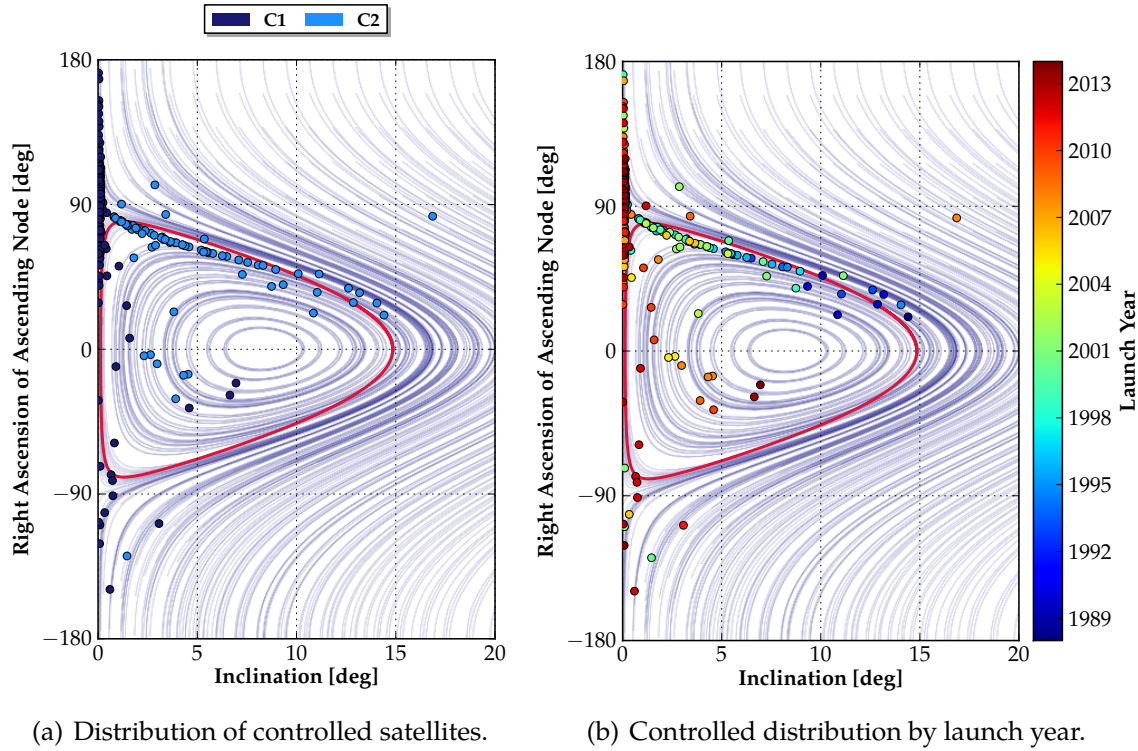 C1 C2
180
90
0
−90
−180
Right Ascension of Ascending Node [deg]
0 5 10 15 20
Inclination [deg]
(a) Distribution of controlled satellites.
180
90
0
−90
−180
Right Ascension of Ascending Node [deg]
0 5 10 15 20
Inclination [deg]
2013
2010
2007
2004
2001
1998
1995
1992
1989
Launch Year
(b) Controlled distribution by launch year.